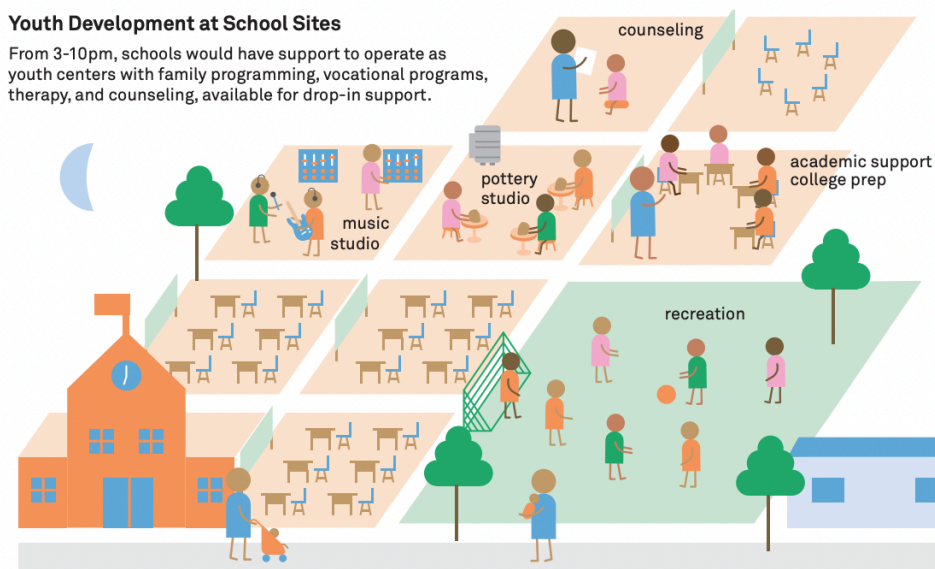 Youth Development at School Sites
From 3-10pm, schools would have support to operate as
youth centers with family programming, vocational programs,
therapy, and counseling, available for drop-in support.
counseling
academic support
college prep
pottery
studio
music
studio
recreation